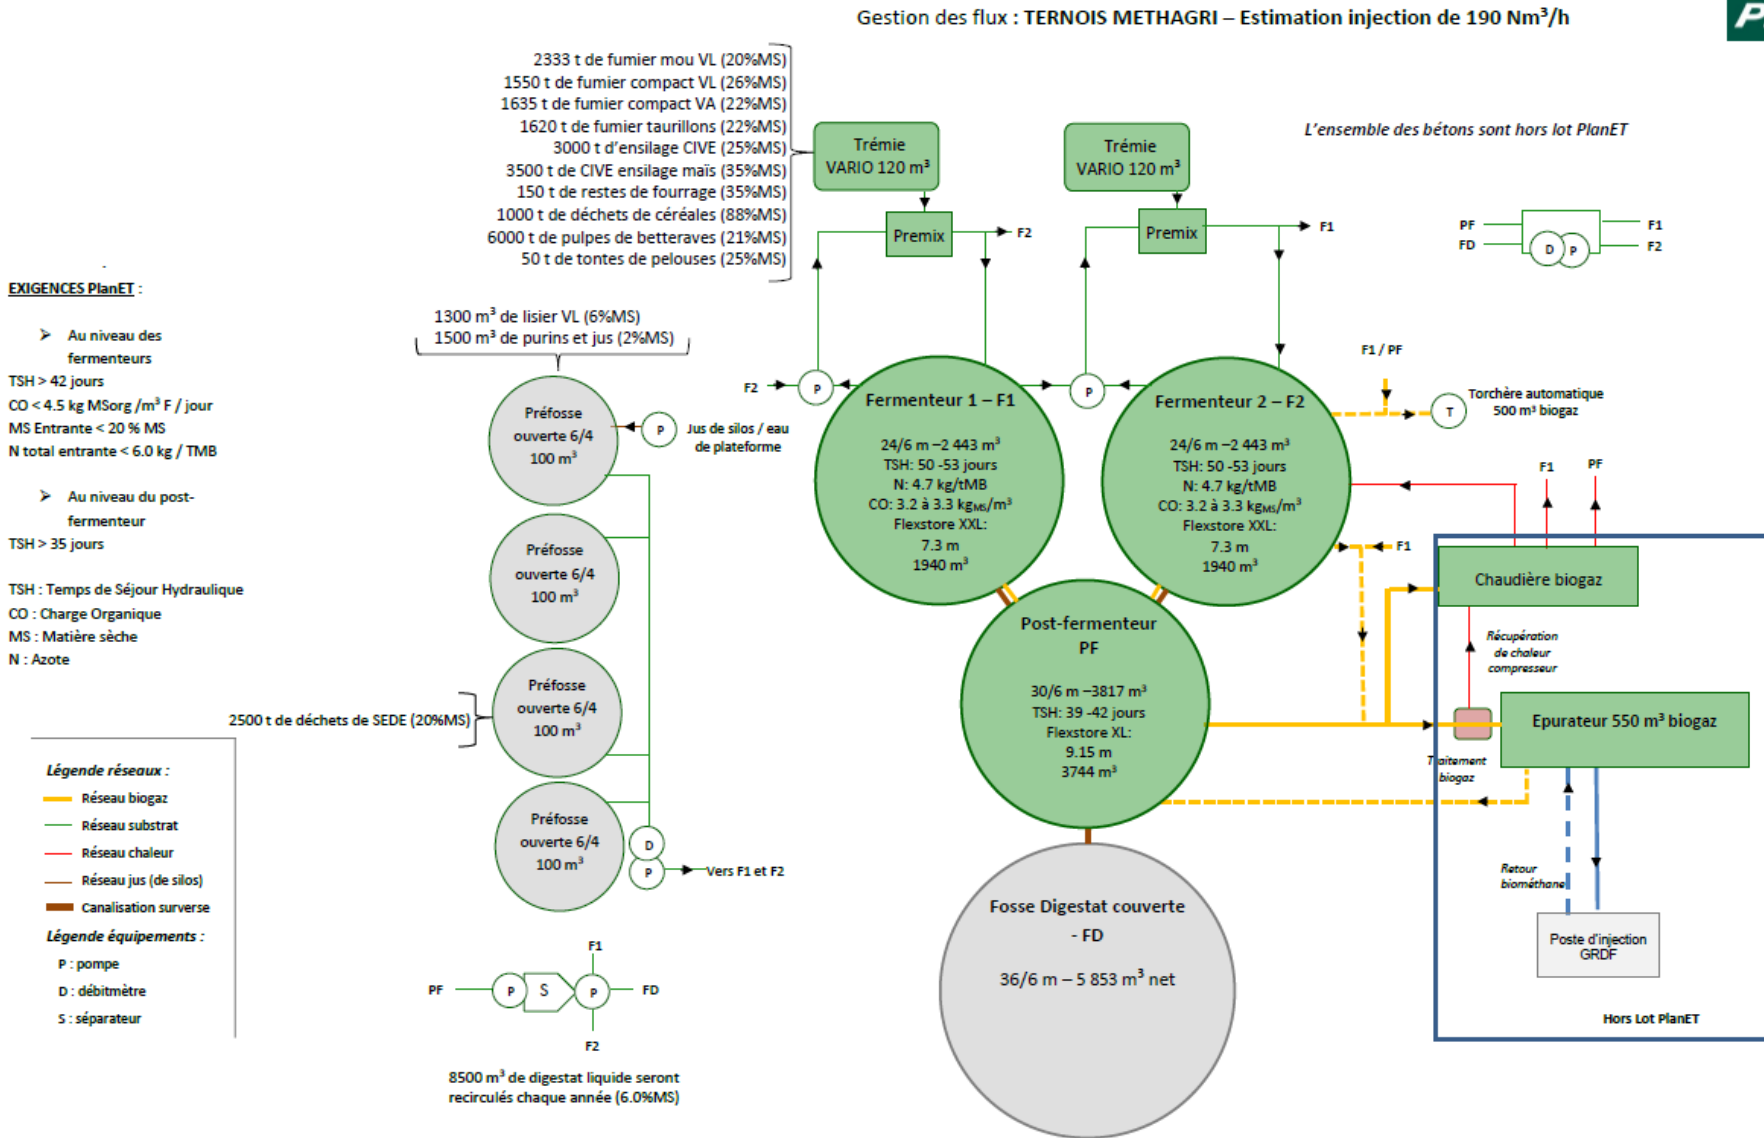 Gestion des flux : TERNOIS METHAGRI – Estimation injection de 190 Nm³/h
2333 t de fumier mou VL (20%MS)
1550 t de fumier compact VL (26%MS)
1635 t de fumier compact VA (22%MS)
1620 t de fumier taurillons (22%MS)
3000 t d'ensilage CIVE (25%MS)
3500 t de CIVE ensilage maïs (35%MS)
150 t de restes de fourrage (35%MS)
1000 t de déchets de céréales (88%MS)
6000 t de pulpes de betteraves (21%MS)
50 t de tontes de pelouses (25%MS)
Trémie
VARIO 120 m³
Premix
F2
Trémie
VARIO 120 m³
Premix
F1
L'ensemble des bétons sont hors lot PlanET
PF
FD
D
P
F1
F2
EXIGENCES PlanET :
➢ Au niveau des
fermenteurs
TSH > 42 jours
CO < 4.5 kg MSorg /m³ F / jour
MS Entrante < 20 % MS
N total entrante < 6.0 kg / TMB
➢ Au niveau du post-
fermenteur
TSH > 35 jours
TSH : Temps de Séjour Hydraulique
CO : Charge Organique
MS : Matière sèche
N : Azote
1300 m³ de lisier VL (6%MS)
1500 m³ de purins et jus (2%MS)
Préfosse
ouverte 6/4
100 m³
P
Jus de silos / eau
de plateforme
Préfosse
ouverte 6/4
100 m³
2500 t de déchets de SEDE (20%MS)
Préfosse
ouverte 6/4
100 m³
Préfosse
ouverte 6/4
100 m³
D
P
Vers F1 et F2
F2
P
Fermenteur 1 – F1
24/6 m –2 443 m³
TSH: 50 -53 jours
N: 4.7 kg/tMB
CO: 3.2 à 3.3 kgMS/m³
Flexstore XXL:
7.3 m
1940 m³
P
Fermenteur 2 – F2
24/6 m –2 443 m³
TSH: 50 -53 jours
N: 4.7 kg/tMB
CO: 3.2 à 3.3 kgMS/m³
Flexstore XXL:
7.3 m
1940 m³
F1 / PF
T
Torchère automatique
500 m³ biogaz
F1
PF
F1
Chaudière biogaz
Récupération
de chaleur
compresseur
Post-fermenteur
PF
30/6 m –3817 m³
TSH: 39 -42 jours
Flexstore XL:
9.15 m
3744 m³
Epurateur 550 m³ biogaz
Traitement
biogaz
Retour
biométhane
Poste d'injection
GRDF
Hors Lot PlanET
Fosse Digestat couverte
- FD
36/6 m – 5 853 m³ net
Légende réseaux :
Réseau biogaz
Réseau substrat
Réseau chaleur
Réseau jus (de silos)
Canalisation surverse
Légende équipements :
P : pompe
D : débitmètre
S : séparateur
F1
PF
P
S
P
FD
F2
8500 m³ de digestat liquide seront
recirculés chaque année (6.0%MS)